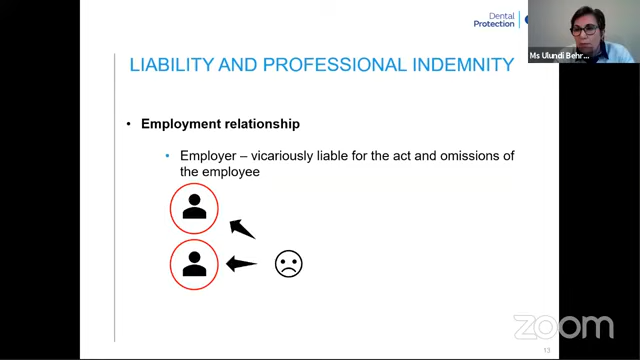 Dental
Protection
Ms Ulundi Behr...
LIABILITY AND PROFESSIONAL INDEMNITY
• Employment relationship
• Employer – vicariously liable for the act and omissions of
the employee
zoom
13